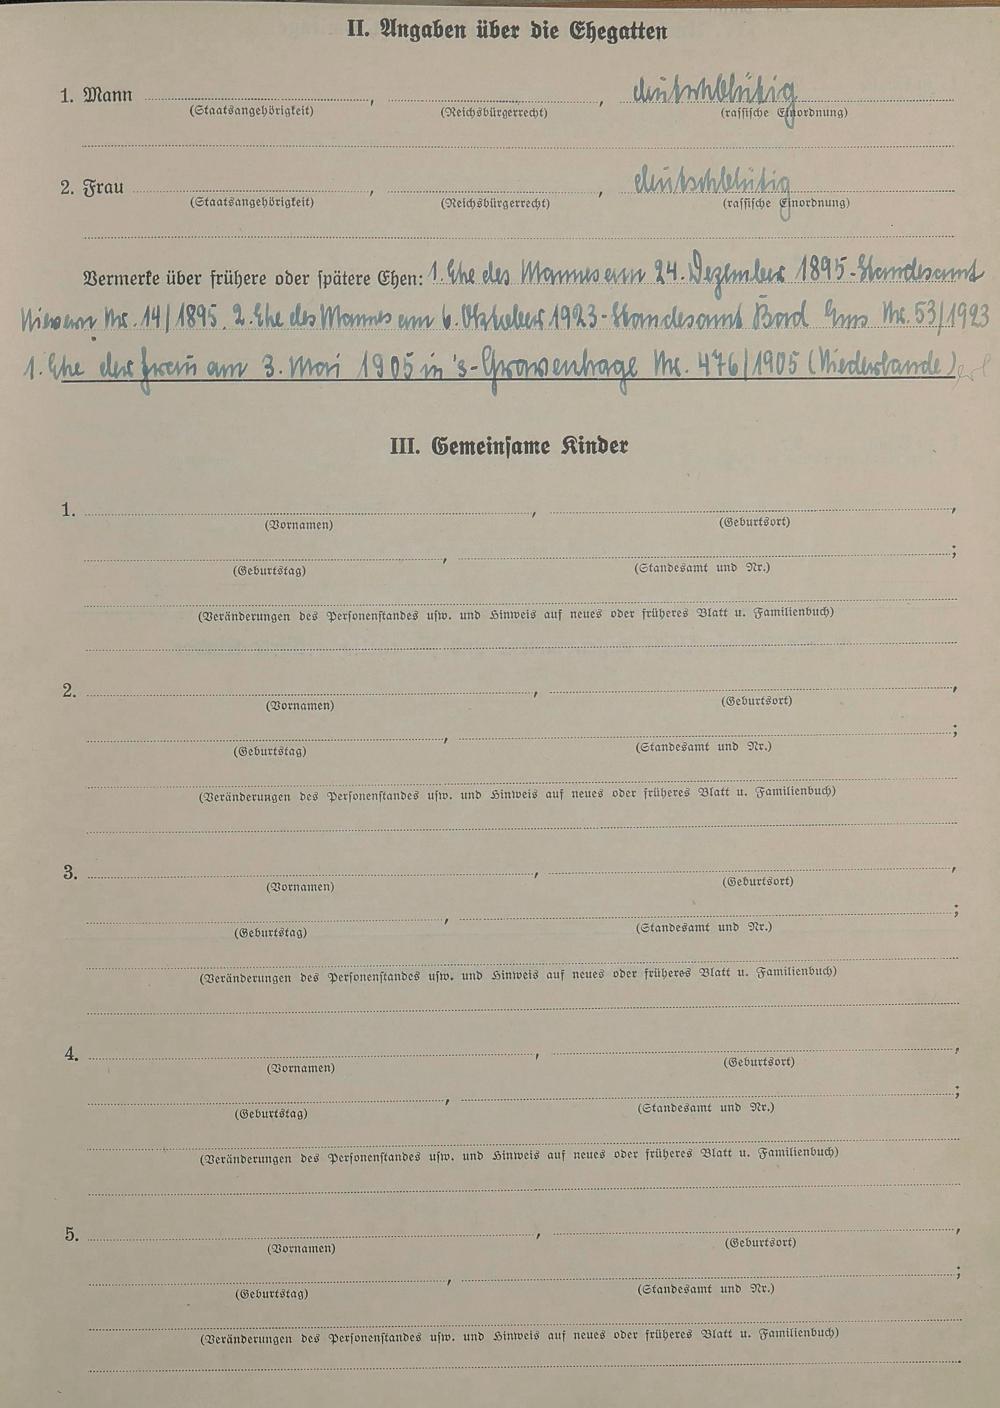 II. Angaben über die Ehegatten
1. Mann , , deutschblütig
(Staatsangehörigkeit) (Reichsbürgerrecht) (rassische Einordnung)
2. Frau , , deutschblütig
(Staatsangehörigkeit) (Reichsbürgerrecht) (rassische Einordnung)
Vermerke über frühere oder spätere Ehen: 1. Ehe des Mannes am 24. Dezember 1895 - Standesamt
Nievern Nr. 14/1895. 2. Ehe des Mannes am 6. Oktober 1923 - Standesamt Bad Ems Nr. 53/1923
1. Ehe der Frau am 3. Mai 1905 in 's-Gravenhage Nr. 476/1905 (Niederlande)
III. Gemeinsame Kinder
1. , ,
(Vornamen) (Geburtsort)
, ;
(Geburtstag) (Standesamt und Nr.)
(Veränderungen des Personenstandes usw. und Hinweis auf neues oder früheres Blatt u. Familienbuch)
2. , ,
(Vornamen) (Geburtsort)
, ;
(Geburtstag) (Standesamt und Nr.)
(Veränderungen des Personenstandes usw. und Hinweis auf neues oder früheres Blatt u. Familienbuch)
3. , ,
(Vornamen) (Geburtsort)
, ;
(Geburtstag) (Standesamt und Nr.)
(Veränderungen des Personenstandes usw. und Hinweis auf neues oder früheres Blatt u. Familienbuch)
4. , ,
(Vornamen) (Geburtsort)
, ;
(Geburtstag) (Standesamt und Nr.)
(Veränderungen des Personenstandes usw. und Hinweis auf neues oder früheres Blatt u. Familienbuch)
5. , ,
(Vornamen) (Geburtsort)
, ;
(Geburtstag) (Standesamt und Nr.)
(Veränderungen des Personenstandes usw. und Hinweis auf neues oder früheres Blatt u. Familienbuch)